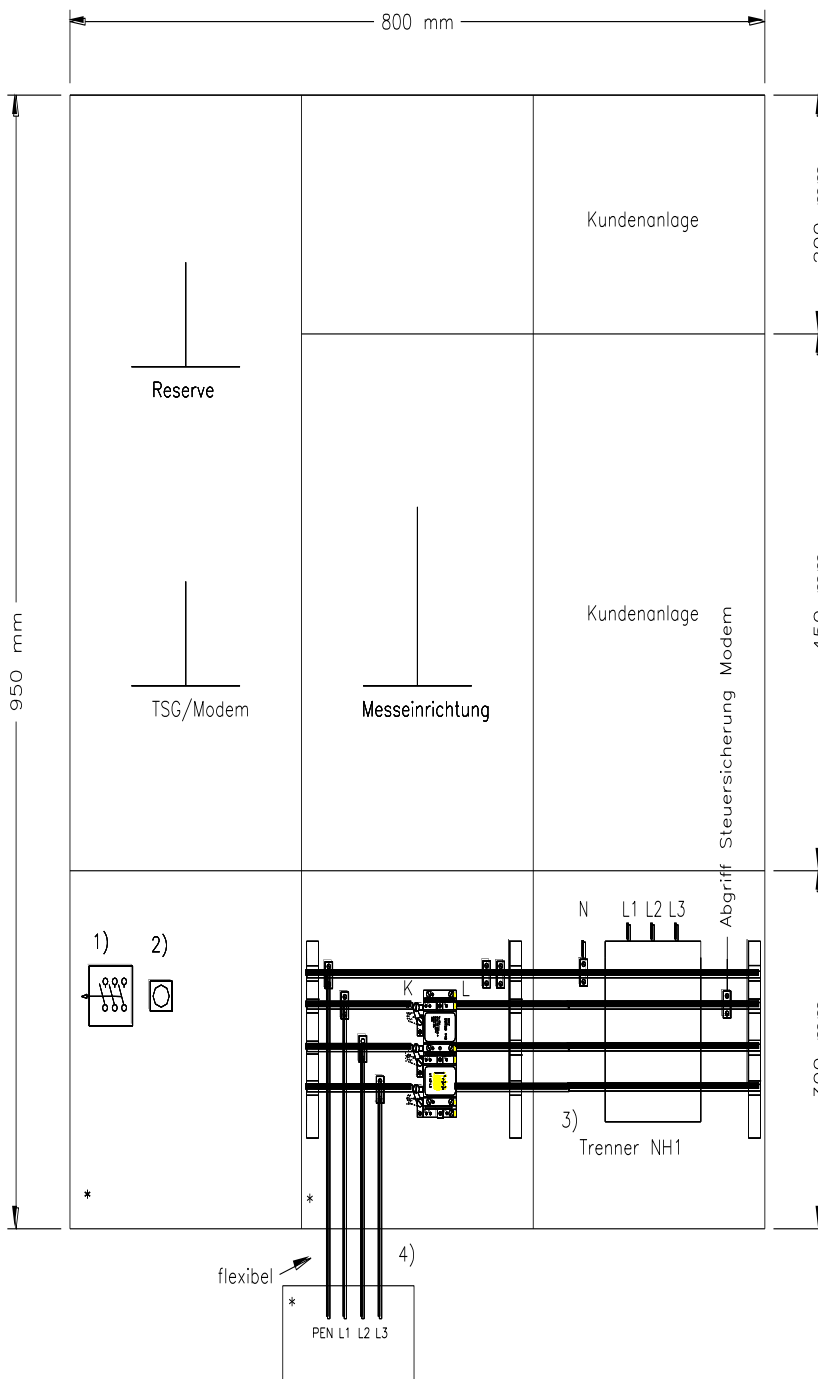 800 mm
Kundenanlage
Reserve
950 mm
Kundenanlage
TSG/Modem
Messeinrichtung
Abgriff Steuersicherung Modem
N
L1 L2 L3
1)
2)
K
L
3)
Trenner NH1
*
*
4)
flexibel
*
PEN L1 L2 L3